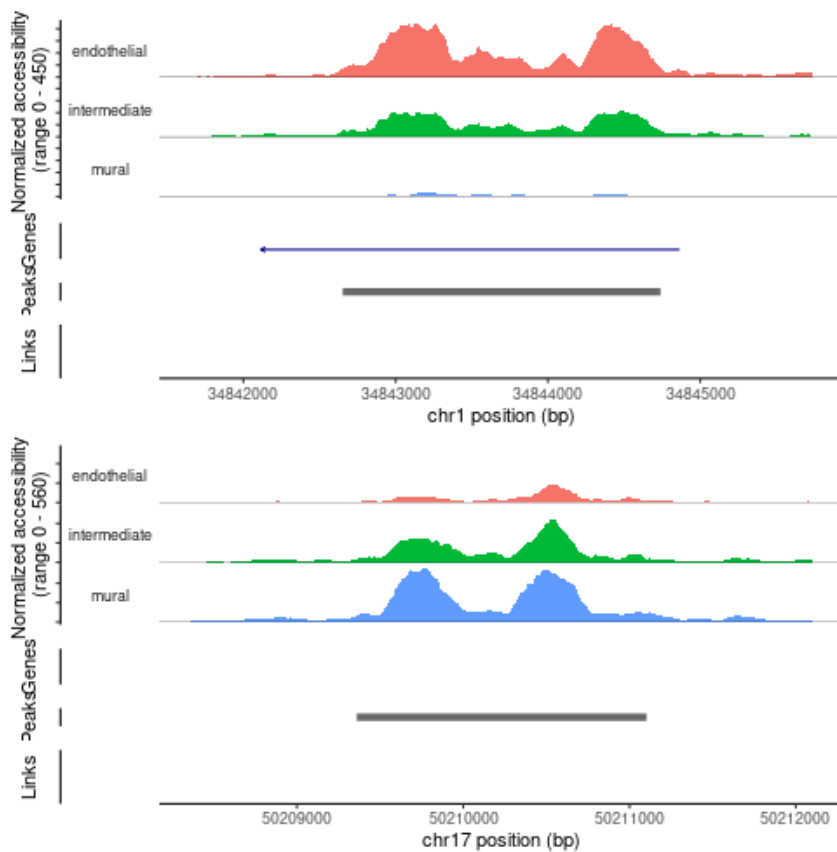 Normalized accessibility
(range 0 - 450)
endothelial
intermediate
mural
Genes
Peaks
Links
34842000 34843000 34844000 34845000
chr1 position (bp)
Normalized accessibility
(range 0 - 560)
endothelial
intermediate
mural
Genes
Peaks
Links
50209000 50210000 50211000 50212000
chr17 position (bp)